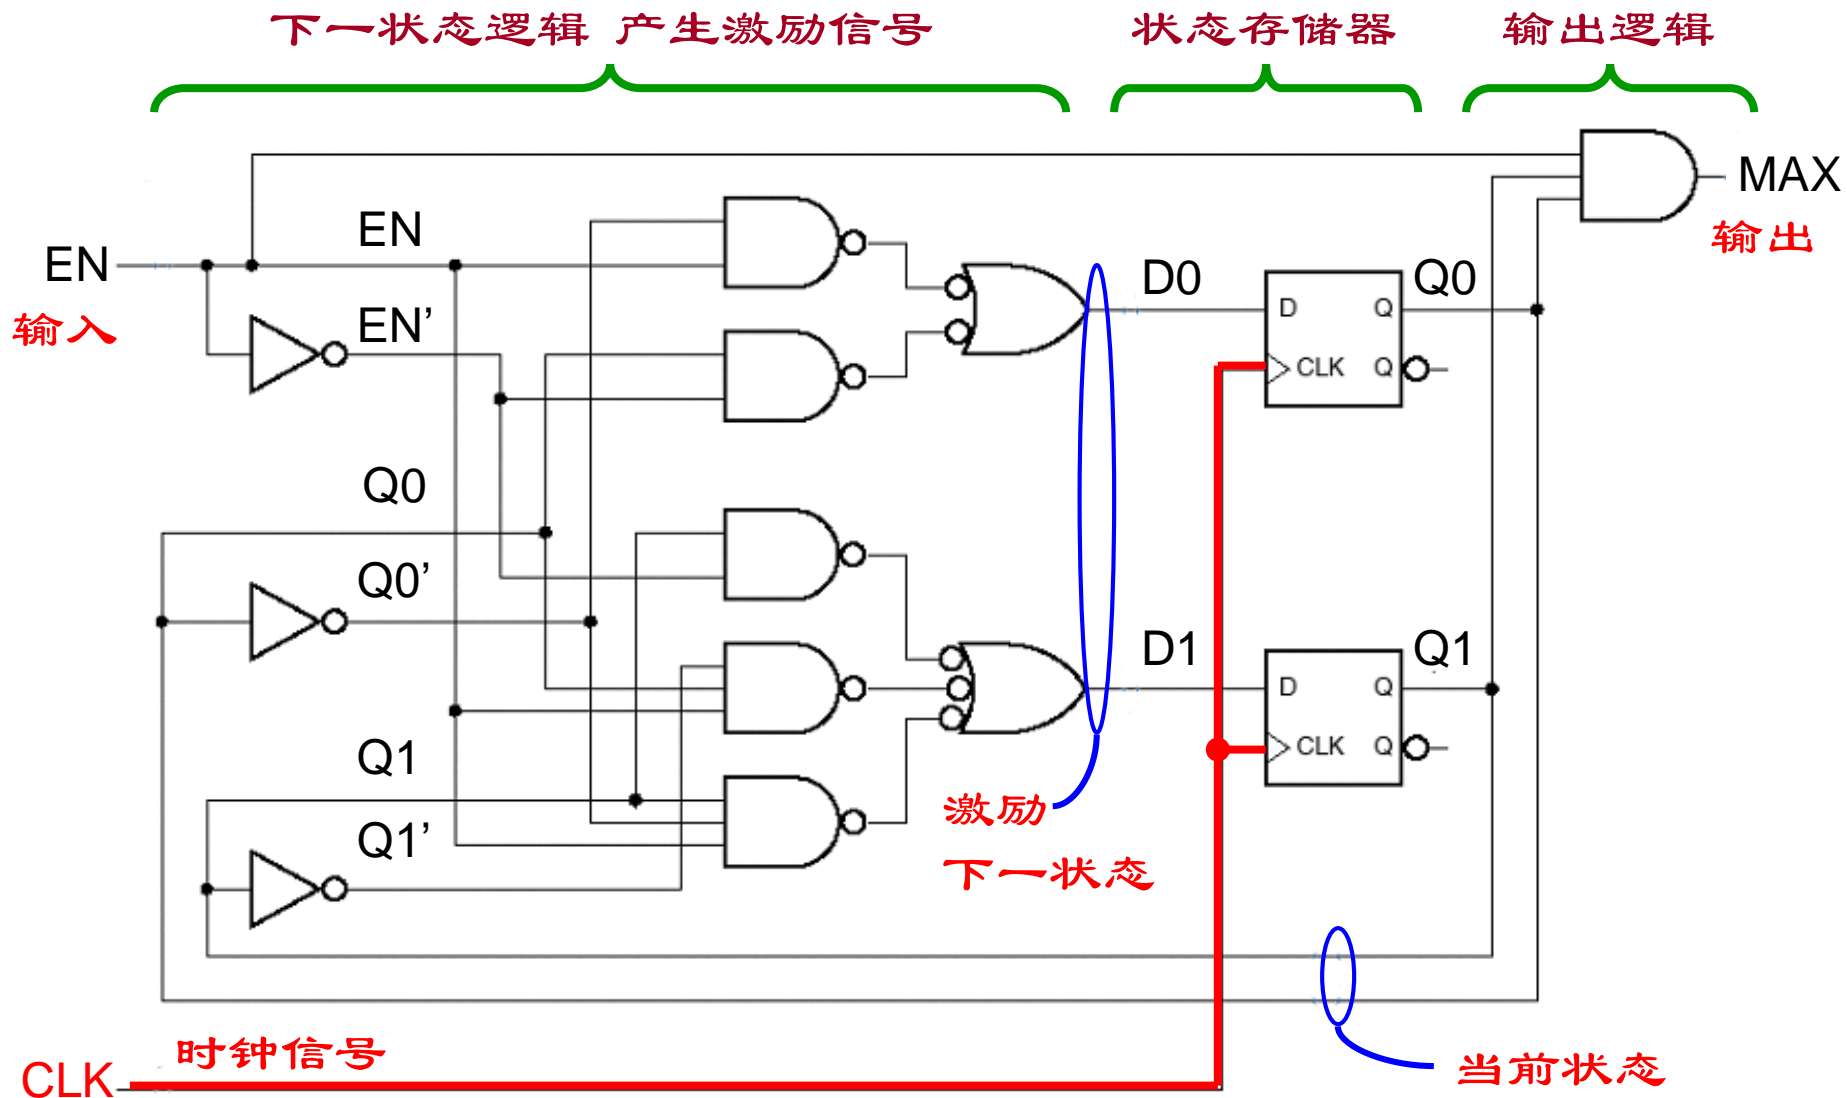 下一状态逻辑 产生激励信号
状态存储器
输出逻辑
MAX
输出
EN
EN
输入
EN’
D0
D Q
CLK Q
Q0
Q0
Q0’
D1
D Q
CLK Q
Q1
Q1
Q1’
激励
下一状态
当前状态
时钟信号
CLK